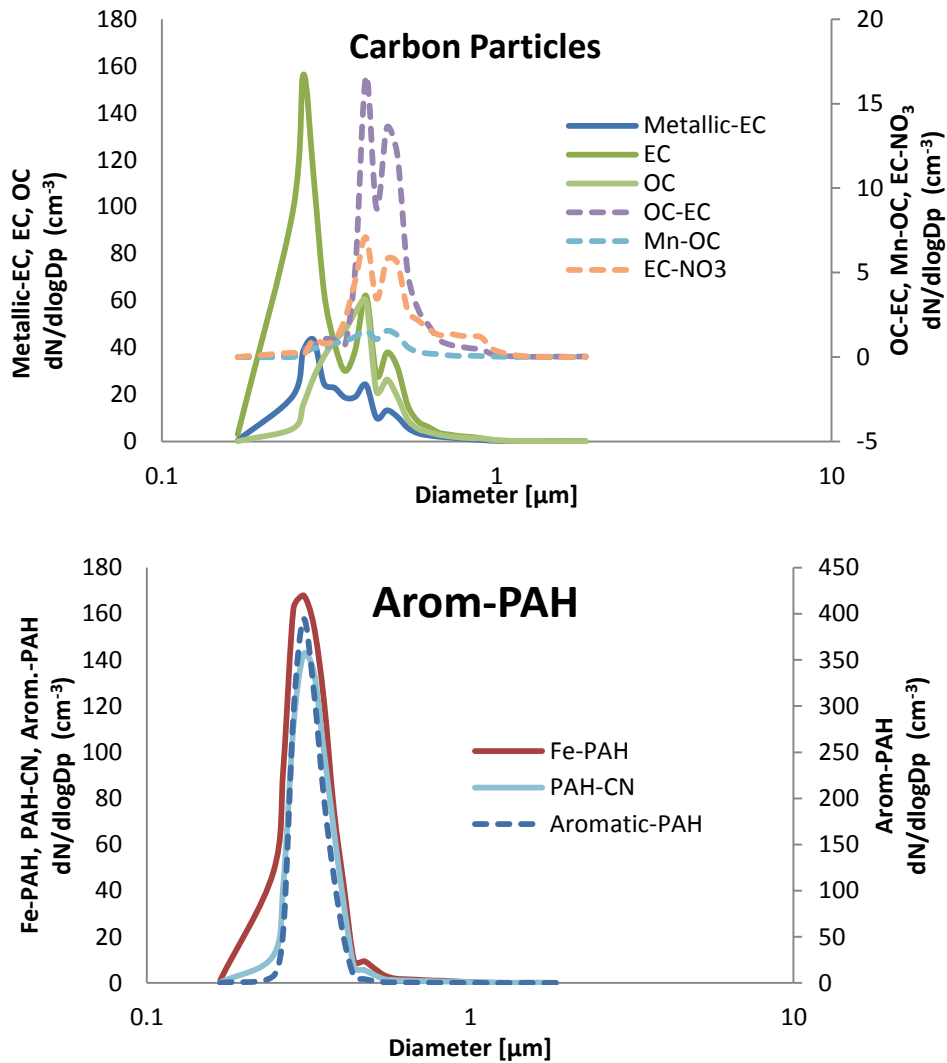 Carbon Particles
Metallic-EC, EC, OC
dN/dlogDp (cm⁻³)
180
160
140
120
100
80
60
40
20
0
20
15
10
5
0
-5
OC-EC, Mn-OC, EC-NO₃
dN/dlogDp (cm⁻³)
Metallic-EC
EC
OC
OC-EC
Mn-OC
EC-NO3
0.1
1
10
Diameter [µm]
Arom-PAH
Fe-PAH, PAH-CN, Arom.-PAH
dN/dlogDp (cm⁻³)
180
160
140
120
100
80
60
40
20
0
450
400
350
300
250
200
150
100
50
0
Arom-PAH
dN/dlogDp (cm⁻³)
Fe-PAH
PAH-CN
Aromatic-PAH
0.1
1
10
Diameter [µm]